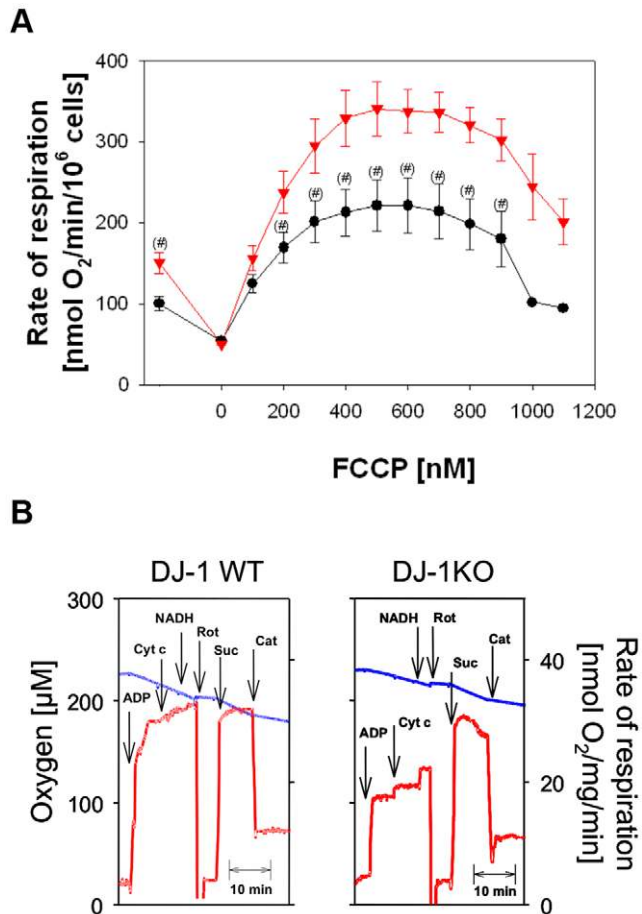 A
Rate of respiration
[nmol O₂/min/10⁶ cells]
400
300
200
100
0
(#)
(#)
(#)
(#)
(#)
(#)
(#)
(#)
(#)
0 200 400 600 800 1000 1200
FCCP [nM]
B
DJ-1 WT
DJ-1KO
Oxygen [µM]
300
200
100
0
NADH
Cyt c
Rot
Suc
Cat
ADP
10 min
NADH
Rot
Cat
Suc
Cyt c
ADP
10 min
40
20
0
Rate of respiration
[nmol O₂/mg/min]